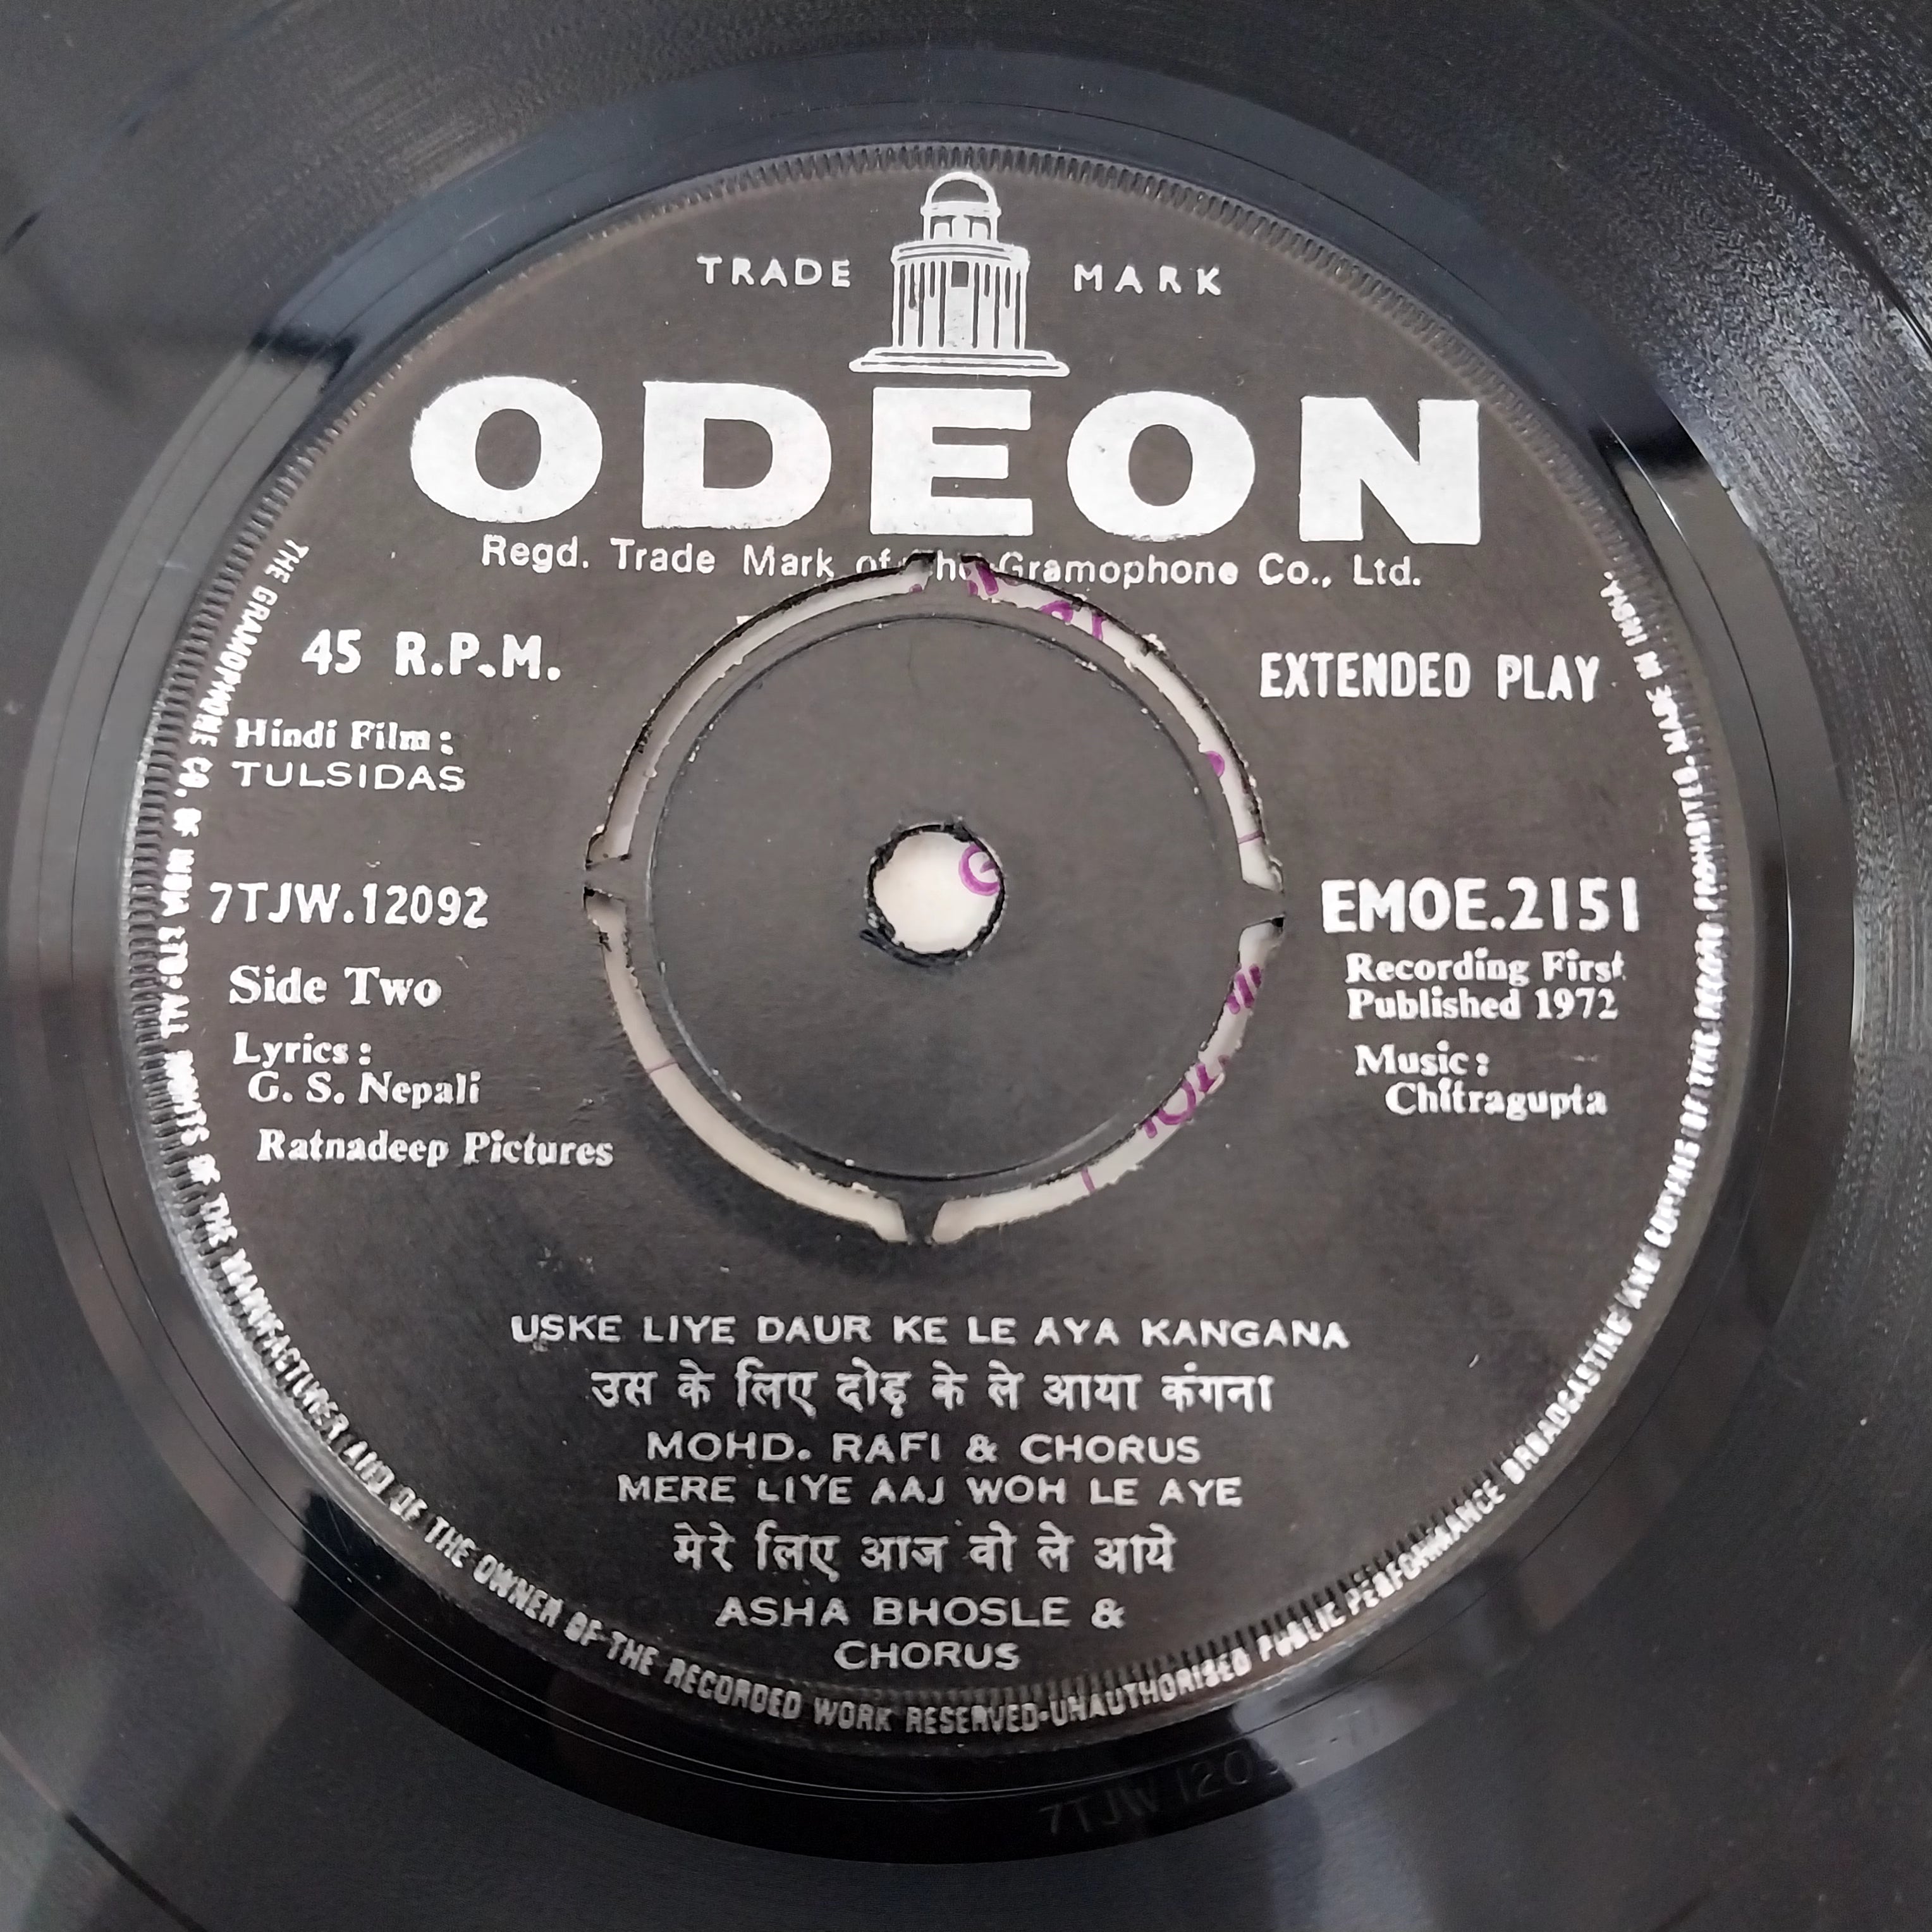 TRADE MARK
ODEON
Regd. Trade Mark of The Gramophone Co., Ltd.
45 R.P.M.
EXTENDED PLAY
Hindi Film:
TULSIDAS
7TJW.12092
Side Two
Lyrics:
G. S. Nepali
Ratnadeep Pictures
EMOE.2151
Recording First
Published 1972
Music:
Chitragupta
USKE LIYE DAUR KE LE AYA KANGANA
उस के लिए दोड़ के ले आया कंगना
MOHD. RAFI & CHORUS
MERE LIYE AAJ WOH LE AYE
मेरे लिए आज वो ले आये
ASHA BHOSLE &
CHORUS
THE GRAMOPHONE CO. OF INDIA LTD. ALL RIGHTS OF THE MANUFACTURER AND OF THE OWNER OF THE RECORDED WORK RESERVED-UNAUTHORISED PUBLIC PERFORMANCE BROADCASTING AND COPYING OF THIS RECORD PROHIBITED. MADE IN INDIA.
7TJW 1209